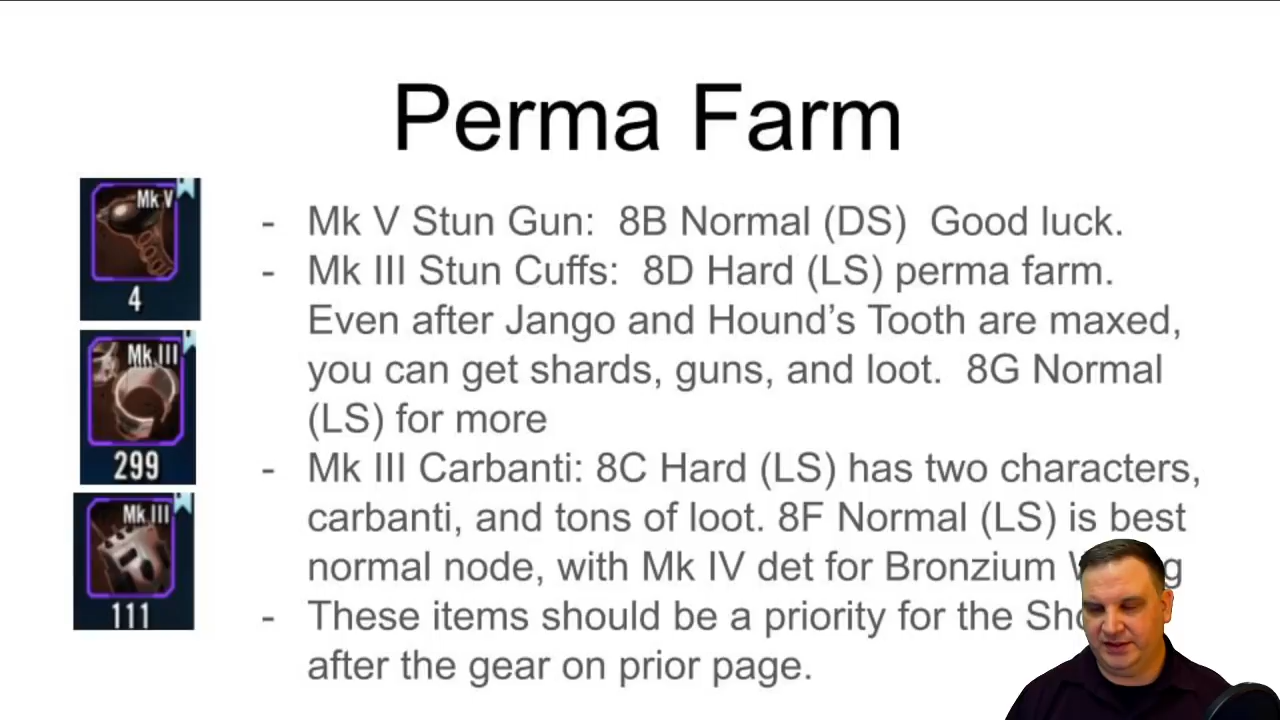 Perma Farm
Mk V
4
Mk III
299
Mk III
111
- Mk V Stun Gun: 8B Normal (DS) Good luck.
- Mk III Stun Cuffs: 8D Hard (LS) perma farm.
Even after Jango and Hound's Tooth are maxed,
you can get shards, guns, and loot. 8G Normal
(LS) for more
- Mk III Carbanti: 8C Hard (LS) has two characters,
carbanti, and tons of loot. 8F Normal (LS) is best
normal node, with Mk IV det for Bronzium
- These items should be a priority for the
after the gear on prior page.